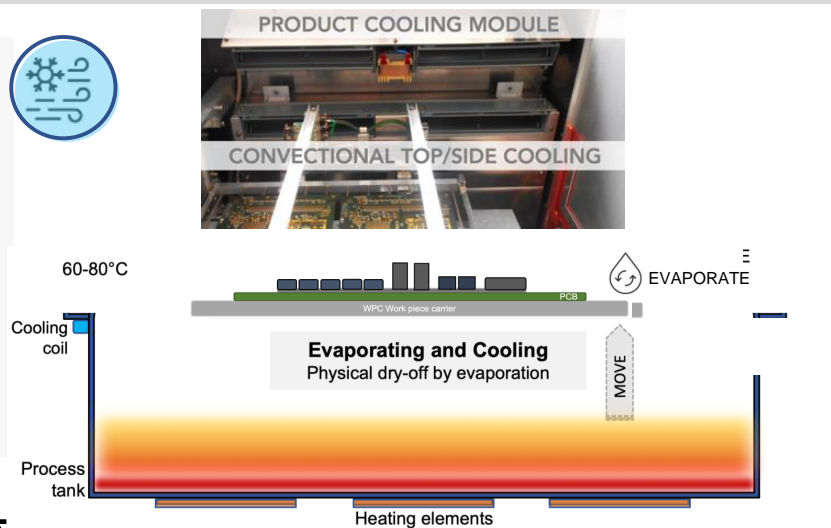 PRODUCT COOLING MODULE
CONVECTIONAL TOP/SIDE COOLING
60-80°C
EVAPORATE
PCB
WPC Work piece carrier
Cooling
coil
Evaporating and Cooling
Physical dry-off by evaporation
MOVE
Process
tank
Heating elements